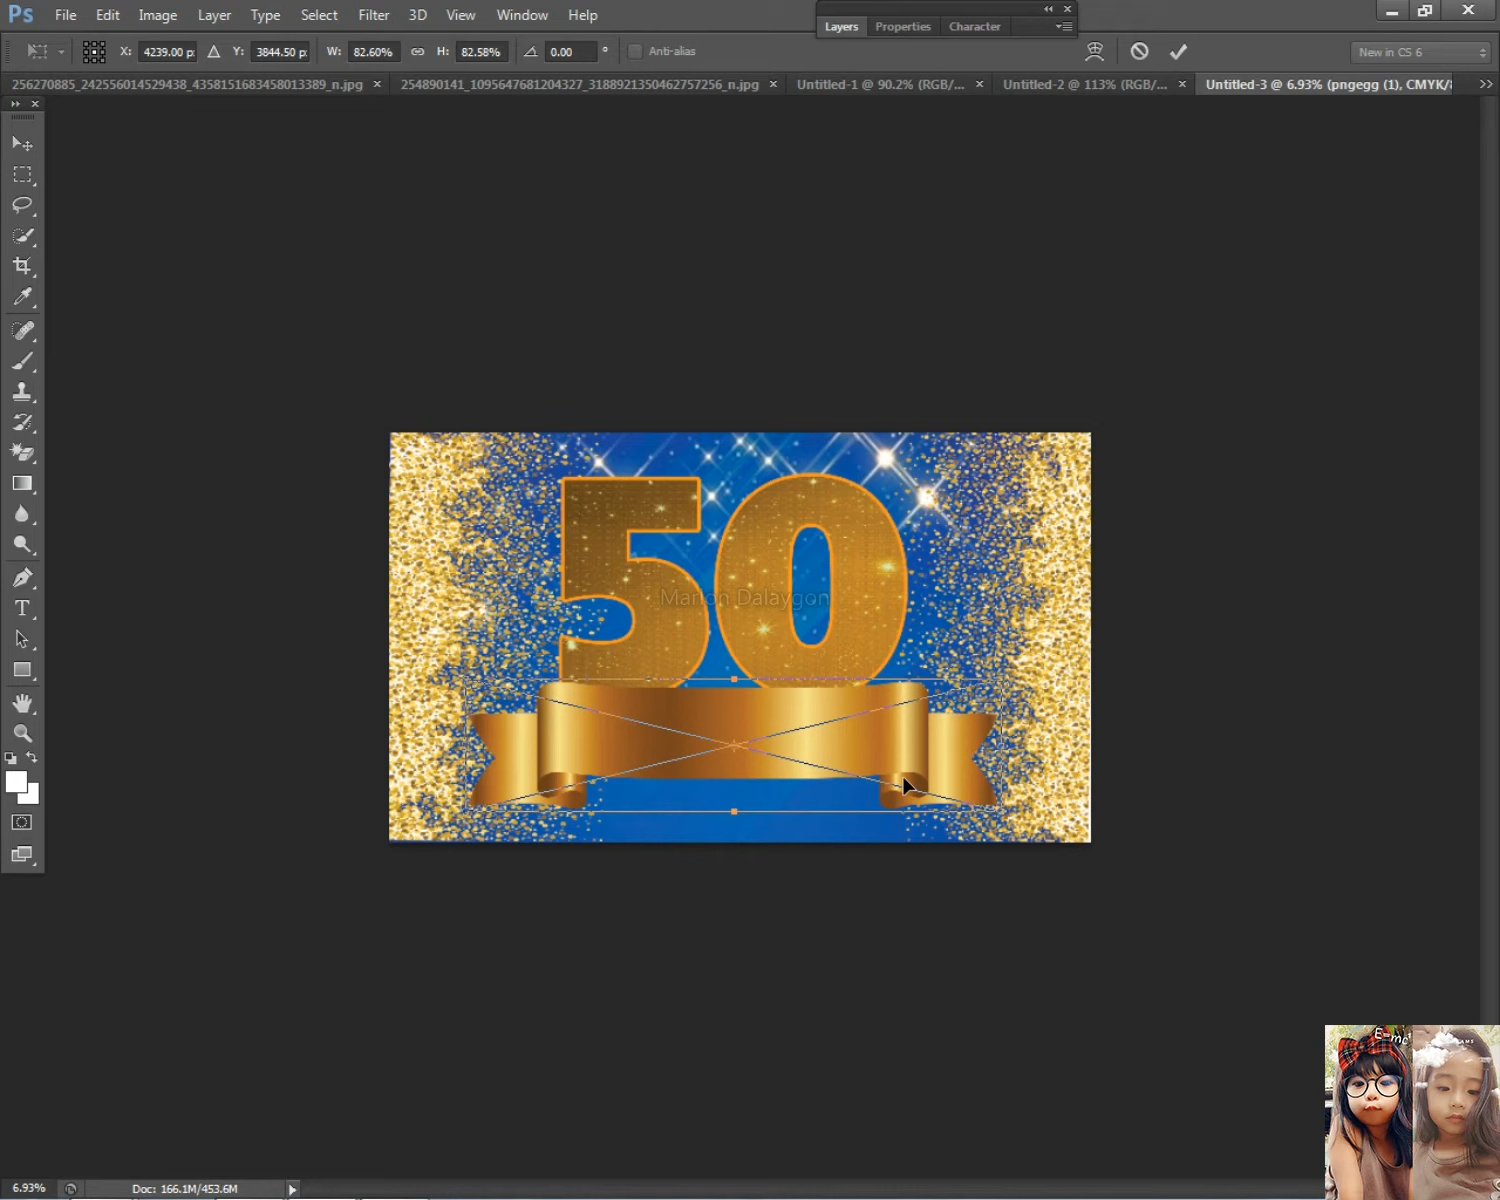 Ps File Edit Image Layer Type Select Filter 3D View Window Help
Layers Properties Character
X: 4239.00 p: Δ Y: 3844.50 p: W: 82.60% H: 82.58% 0.00 ° Anti-alias New in CS 6
256270885_242556014529438_4358151683458013389_n.jpg × 254890141_1095647681204327_3188921350462757256_n.jpg × Untitled-1 @ 90.2% (RGB/... × Untitled-2 @ 113% (RGB/... × Untitled-3 @ 6.93% (pngegg (1), CMYK/
50
Marlon Dalaygon
E=mc
6.93% Doc: 166.1M/453.6M